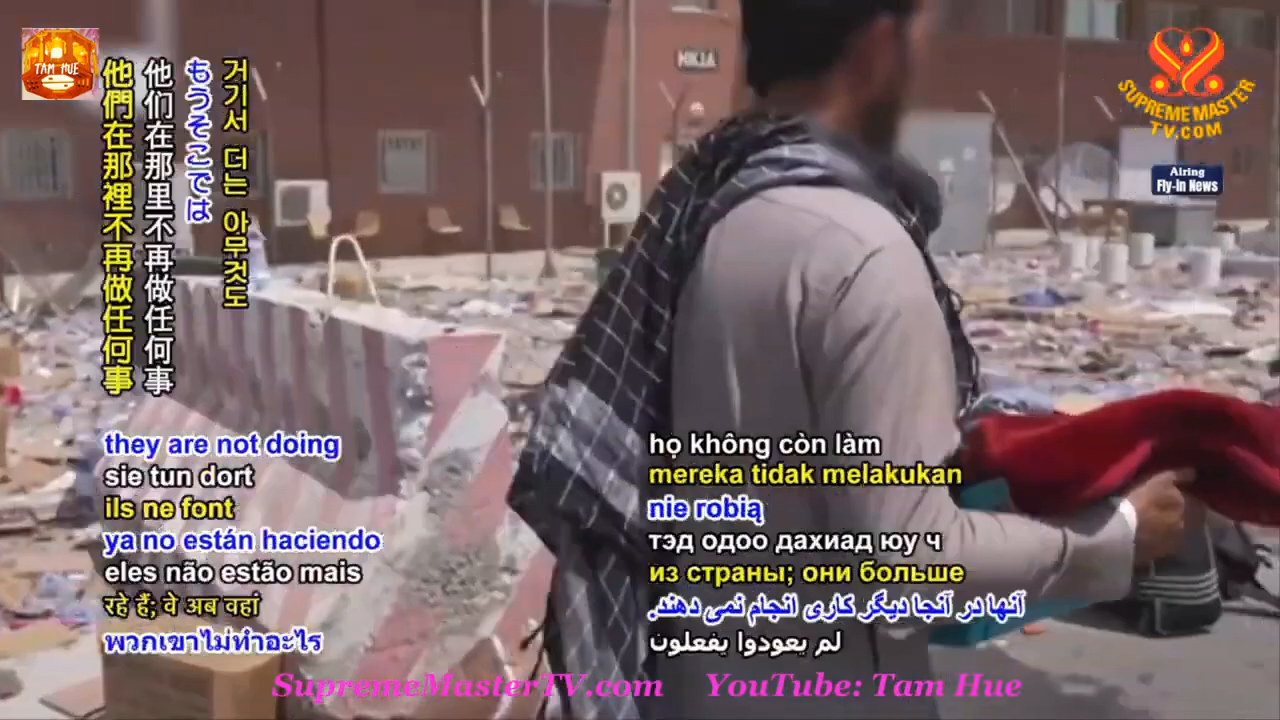 TAM HUE
他們在那裡不再做任何事
他们在那里不再做任何事
もうそこでは
거기서 더는 아무것도
HKIA
SUPREME MASTER
TV.COM
Airing
Fly-In News
they are not doing
sie tun dort
ils ne font
ya no están haciendo
eles não estão mais
रहे हैं; वे अब वहां
พวกเขาไม่ทำอะไร
họ không còn làm
mereka tidak melakukan
nie robią
тэд одоо дахиад юу ч
из страны; они больше
آنها در آنجا دیگر کاری انجام نمی دهند.
لم يعودوا يفعلون
SupremeMasterTV.com YouTube: Tam Hue